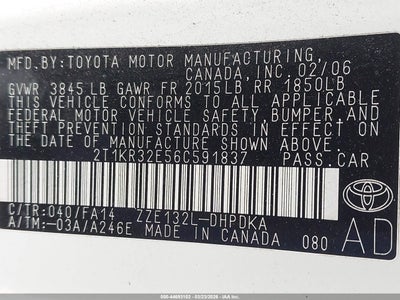 MFD.BY:TOYOTA MOTOR MANUFACTURING,
CANADA,INC.02/06
GVWR 3845LB GAWR FR 2015LB RR 1850LB
THIS VEHICLE CONFORMS TO ALL APPLICABLE
FEDERAL MOTOR VEHICLE SAFETY, BUMPER, AND
THEFT PREVENTION STANDARDS IN EFFECT ON THE
DATE OF MANUFACTURE SHOWN ABOVE.
2T1KR32E56C591837 PASS.CAR
C/TR:040/FA14 ZZE132L-DHPDKA
A/TM:-03A/A246E MADE IN CANADA 080
TOYOTA
AD